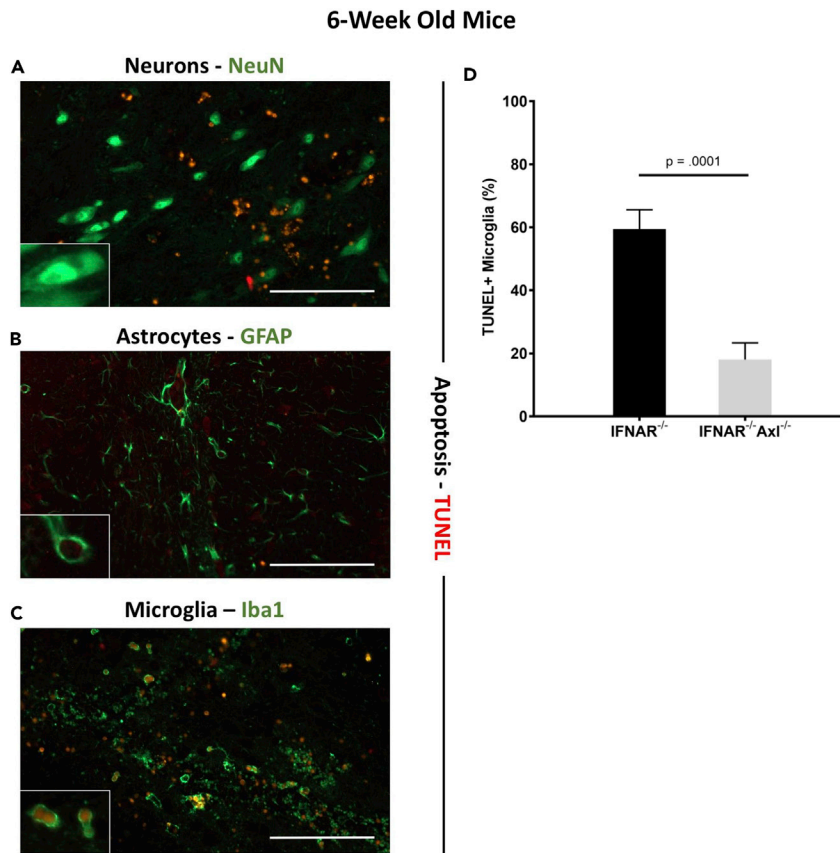 6-Week Old Mice
A
Neurons - NeuN
B
Astrocytes - GFAP
C
Microglia – Iba1
Apoptosis - TUNEL
D
TUNEL+ Microglia (%)
100
80
60
40
20
0
p = .0001
IFNAR-/-
IFNAR-/-Axl-/-